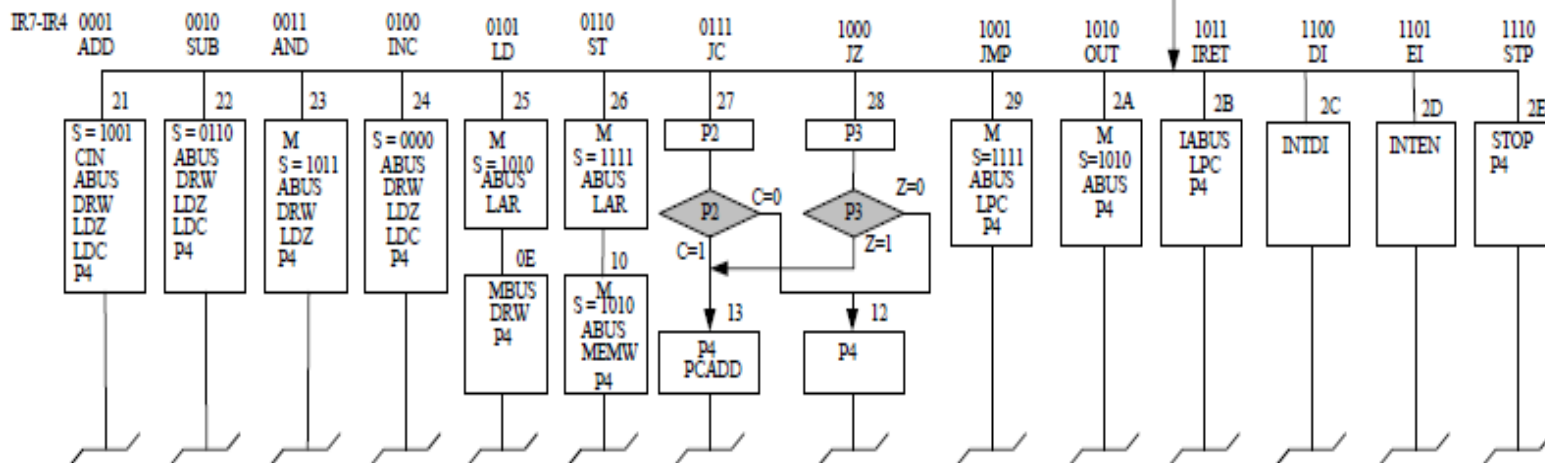 IR7-IR4 0001 0010 0011 0100 0101 0110 0111 1000 1001 1010 1011 1100 1101 1110
ADD SUB AND INC LD ST JC JZ JMP OUT IRET DI EI STP
21
S = 1001
CIN
ABUS
DRW
LDZ
LDC
P4
22
S = 0110
ABUS
DRW
LDZ
LDC
P4
23
M
S = 1011
ABUS
DRW
LDZ
P4
24
S = 0000
ABUS
DRW
LDZ
LDC
P4
25
M
S = 1010
ABUS
LAR
0E
MBUS
DRW
P4
26
M
S = 1111
ABUS
LAR
10
M
S = 1010
ABUS
MEMW
P4
27
P2
P2
C=0
C=1
13
P4
PCADD
28
P3
P3
Z=0
Z=1
12
P4
29
M
S=1111
ABUS
LPC
P4
2A
M
S=1010
ABUS
P4
2B
IABUS
LPC
P4
2C
INTDI
2D
INTEN
2E
STOP
P4